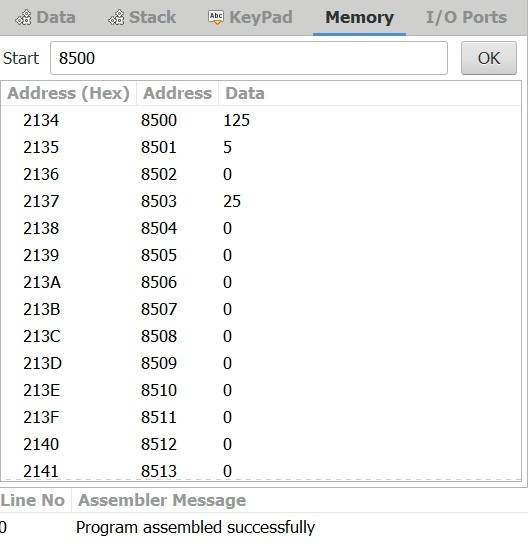 Data Stack KeyPad Memory I/O Ports
Start 8500 OK
Address (Hex) Address Data
2134 8500 125
2135 8501 5
2136 8502 0
2137 8503 25
2138 8504 0
2139 8505 0
213A 8506 0
213B 8507 0
213C 8508 0
213D 8509 0
213E 8510 0
213F 8511 0
2140 8512 0
2141 8513 0
Line No Assembler Message
0 Program assembled successfully